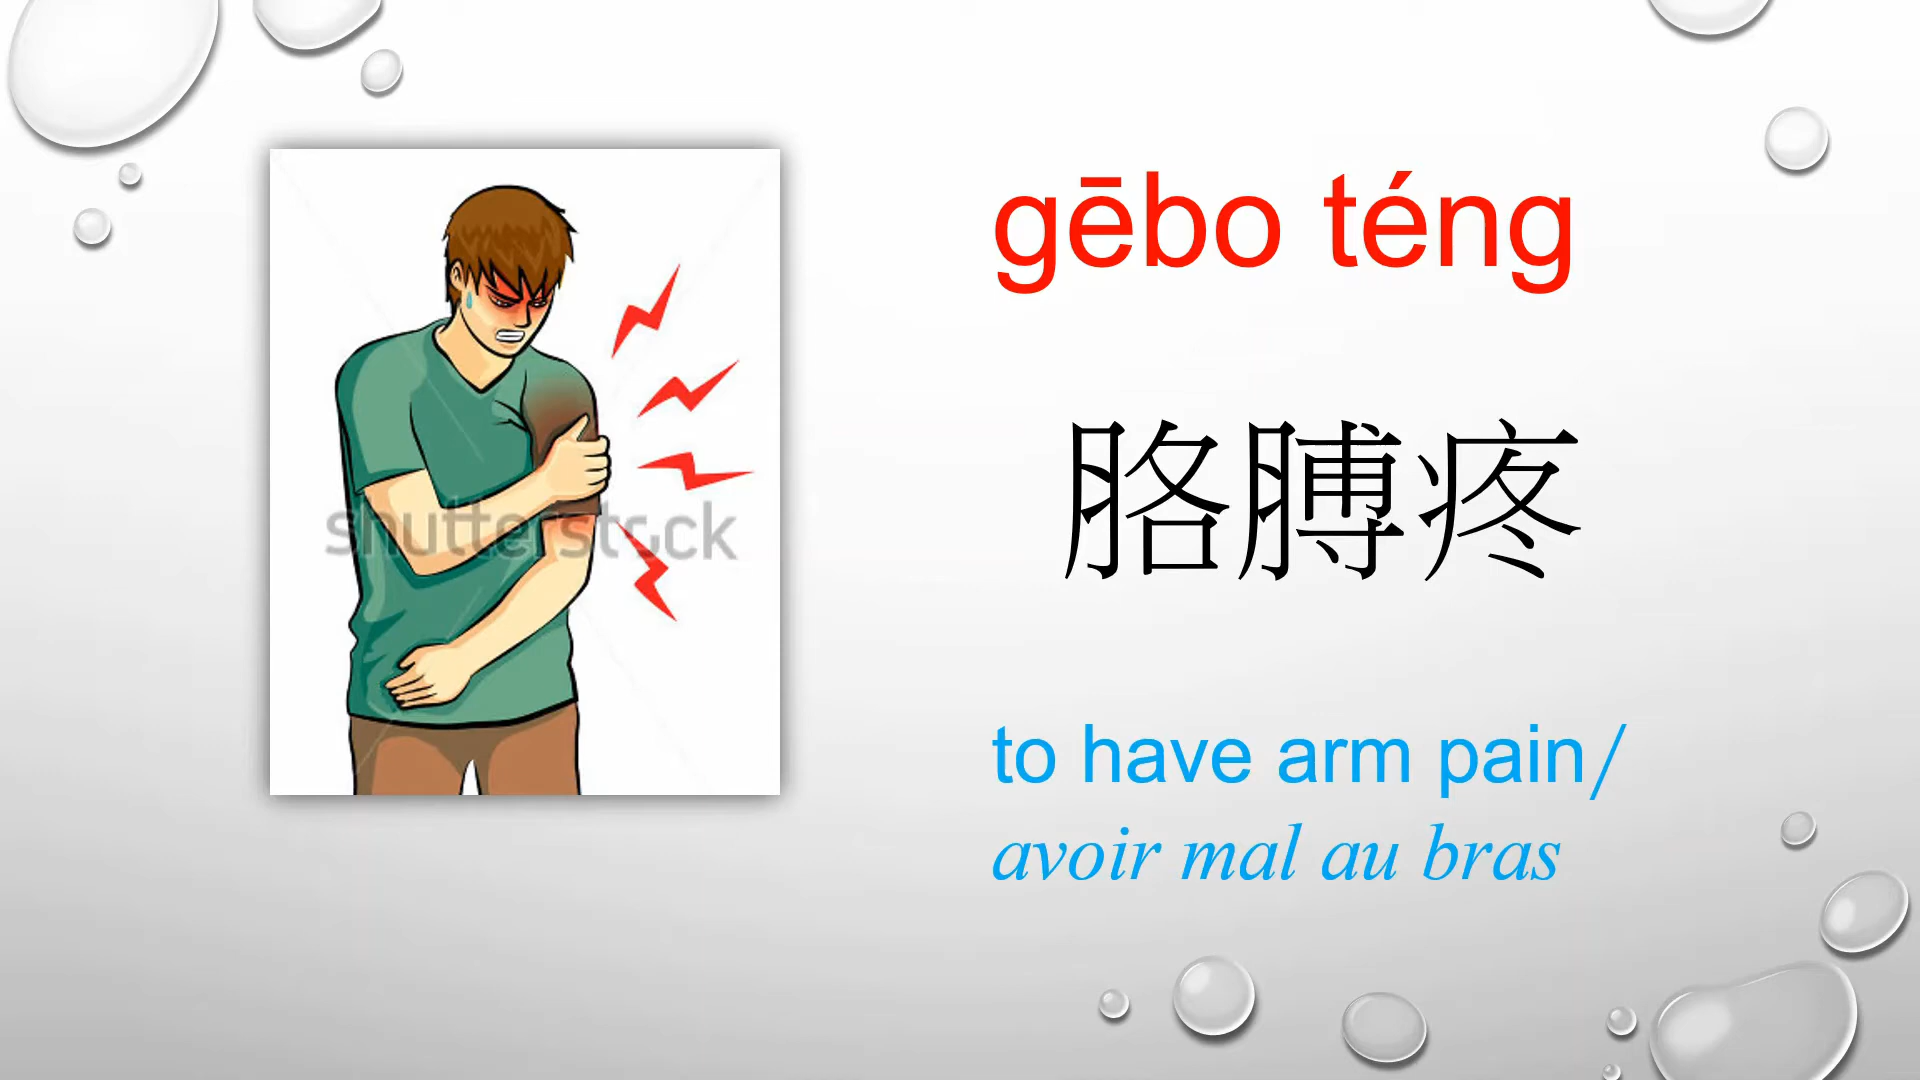 gēbo téng
胳膊疼
to have arm pain/
avoir mal au bras
shutterstock